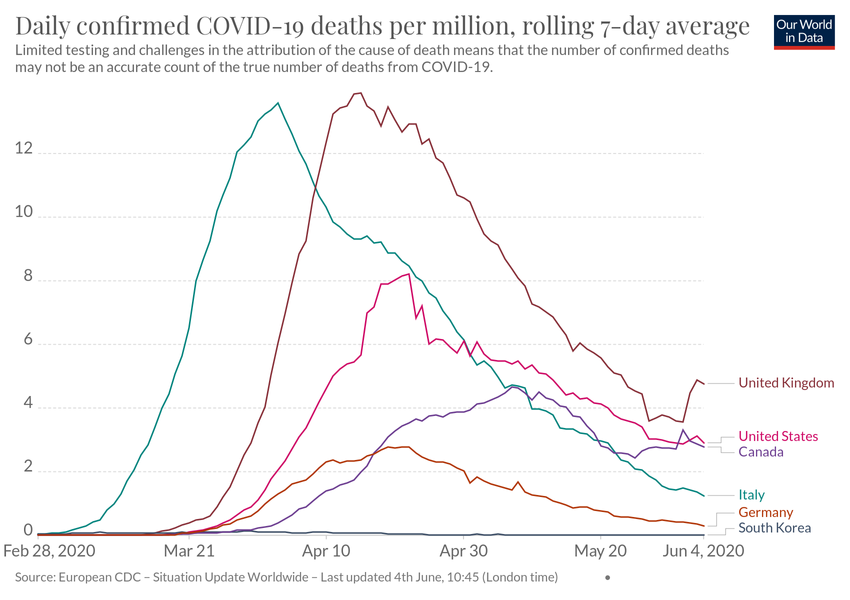 Daily confirmed COVID-19 deaths per million, rolling 7-day average
Our World
in Data
Limited testing and challenges in the attribution of the cause of death means that the number of confirmed deaths
may not be an accurate count of the true number of deaths from COVID-19.
12
10
8
6
4
2
0
United Kingdom
United States
Canada
Italy
Germany
South Korea
Feb 28, 2020
Mar 21
Apr 10
Apr 30
May 20
Jun 4, 2020
Source: European CDC – Situation Update Worldwide – Last updated 4th June, 10:45 (London time)